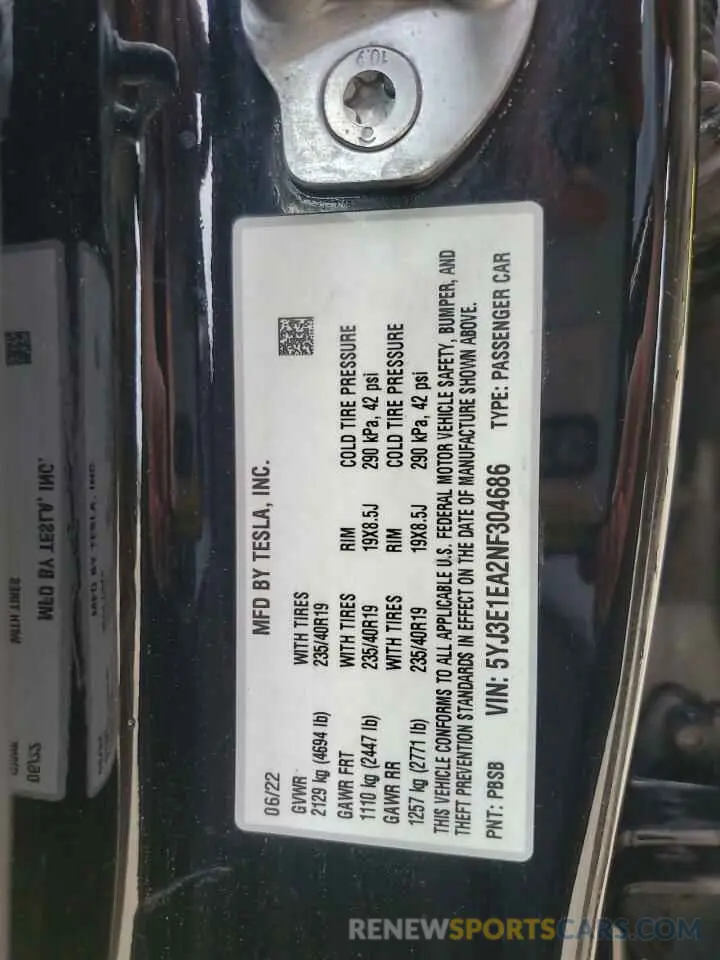 MFD BY TESLA, INC.
06/22
GVWR WITH TIRES
2129 kg (4694 lb) 235/40R19
GAWR FRT WITH TIRES RIM COLD TIRE PRESSURE
1110 kg (2447 lb) 235/40R19 19X8.5J 290 kPa, 42 psi
GAWR RR WITH TIRES RIM COLD TIRE PRESSURE
1257 kg (2771 lb) 235/40R19 19X8.5J 290 kPa, 42 psi
THIS VEHICLE CONFORMS TO ALL APPLICABLE U.S. FEDERAL MOTOR VEHICLE SAFETY, BUMPER, AND
THEFT PREVENTION STANDARDS IN EFFECT ON THE DATE OF MANUFACTURE SHOWN ABOVE.
PNT: PBSB VIN: 5YJ3E1EA2NF304686 TYPE: PASSENGER CAR
10.9
RENEWSPORTSCARS.COM